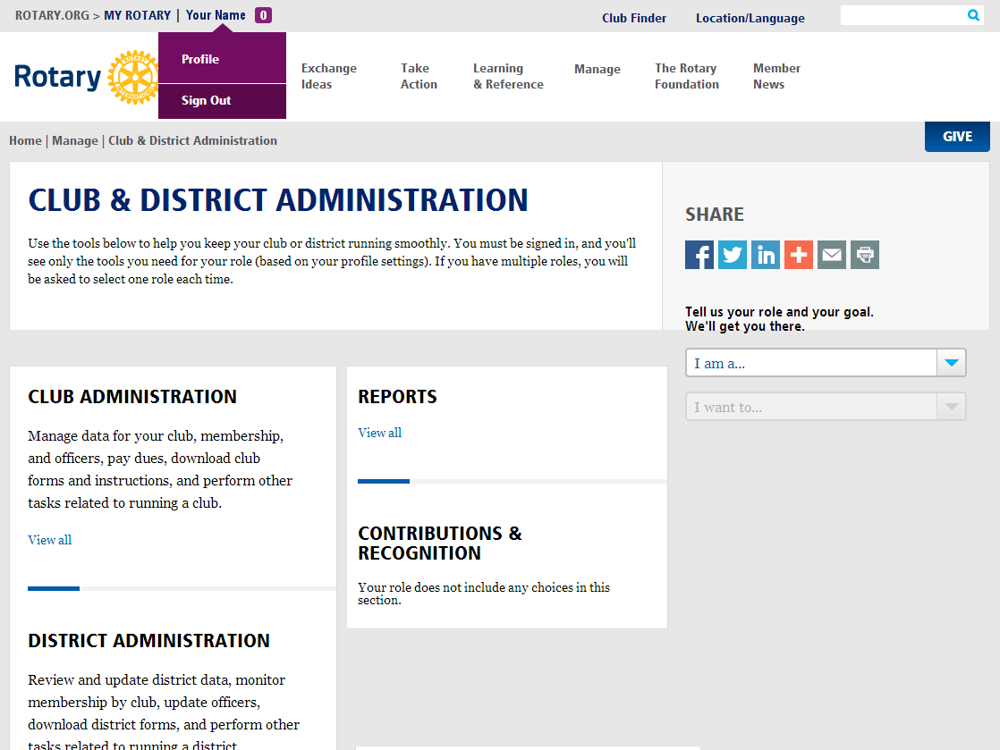 ROTARY.ORG > MY ROTARY | Your Name 0
Club Finder
Location/Language
Profile
Sign Out
Rotary
ROTARY
INTERNATIONAL
Exchange
Ideas
Take
Action
Learning
& Reference
Manage
The Rotary
Foundation
Member
News
Home | Manage | Club & District Administration
GIVE
CLUB & DISTRICT ADMINISTRATION
Use the tools below to help you keep your club or district running smoothly. You must be signed in, and you'll
see only the tools you need for your role (based on your profile settings). If you have multiple roles, you will
be asked to select one role each time.
SHARE
f
in
Tell us your role and your goal.
We'll get you there.
I am a...
I want to...
CLUB ADMINISTRATION
Manage data for your club, membership,
and officers, pay dues, download club
forms and instructions, and perform other
tasks related to running a club.
View all
DISTRICT ADMINISTRATION
Review and update district data, monitor
membership by club, update officers,
download district forms, and perform other
tasks related to running a district.
REPORTS
View all
CONTRIBUTIONS &
RECOGNITION
Your role does not include any choices in this
section.